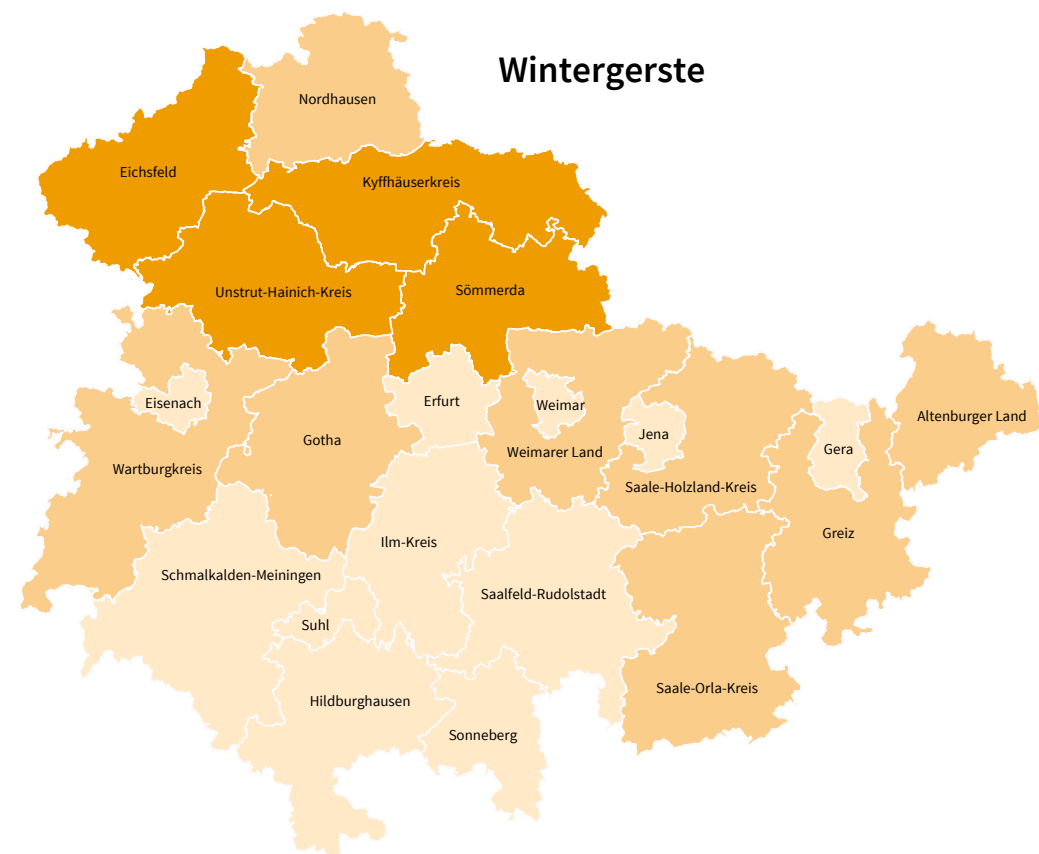 Wintergerste
Nordhausen
Eichsfeld
Kyffhäuserkreis
Unstrut-Hainich-Kreis
Sömmerda
Eisenach
Erfurt
Weimar
Altenburger Land
Gotha
Jena
Weimarer Land
Gera
Wartburgkreis
Saale-Holzland-Kreis
Greiz
Ilm-Kreis
Schmalkalden-Meiningen
Saalfeld-Rudolstadt
Suhl
Saale-Orla-Kreis
Hildburghausen
Sonneberg